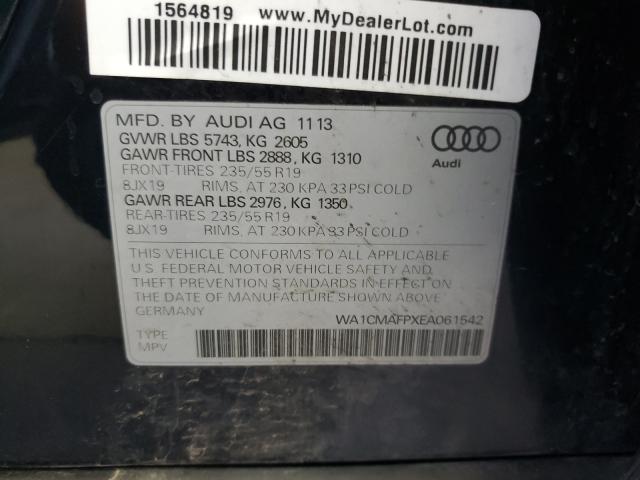 1564819 www.MyDealerLot.com
MFD. BY AUDI AG 11 13
GVWR LBS 5743, KG 2605
GAWR FRONT LBS 2888, KG 1310
FRONT-TIRES 235/55 R19
8JX19 RIMS, AT 230 KPA 33 PSI COLD
GAWR REAR LBS 2976, KG 1350
REAR-TIRES 235/55 R19
8JX19 RIMS, AT 230 KPA 33 PSI COLD
Audi
THIS VEHICLE CONFORMS TO ALL APPLICABLE
U.S. FEDERAL MOTOR VEHICLE SAFETY AND
THEFT PREVENTION STANDARDS IN EFFECT ON
THE DATE OF MANUFACTURE SHOWN ABOVE.
GERMANY
WA1CMAFPXEA061542
TYPE
MPV